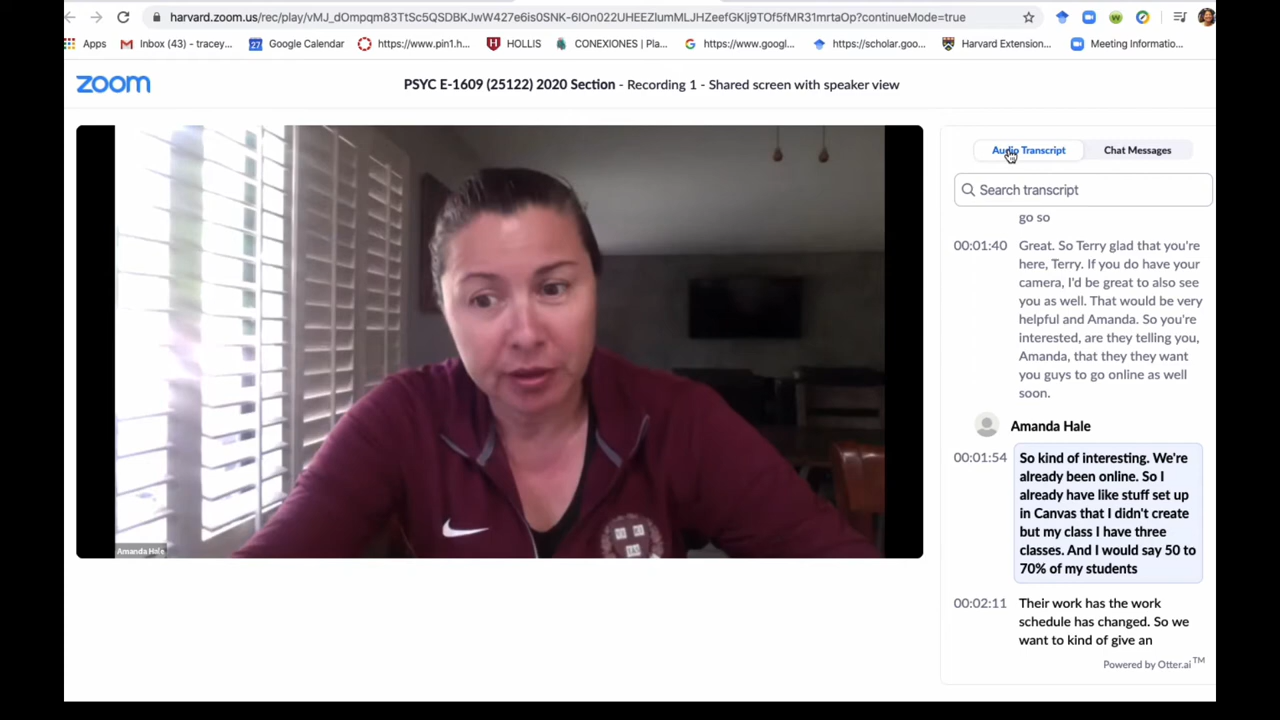 harvard.zoom.us/rec/play/vMJ_dOmpqm83TtSc5QSDBKJwW427e6is0SNK-6IOn022UHEEZlumMLJHZeefGKlj9TOf5fMR31mrtaOp?continueMode=true
Apps Inbox (43) - tracey... Google Calendar https://www.pin1.h... HOLLIS CONEXIONES | Pla... https://www.googl... https://scholar.goo... Harvard Extension... Meeting Informatio...
zoom PSYC E-1609 (25122) 2020 Section - Recording 1 - Shared screen with speaker view
Audio Transcript Chat Messages
Search transcript
go so
00:01:40 Great. So Terry glad that you're
here, Terry. If you do have your
camera, I'd be great to also see
you as well. That would be very
helpful and Amanda. So you're
interested, are they telling you,
Amanda, that they they want
you guys to go online as well
soon.
Amanda Hale
00:01:54 So kind of interesting. We're
already been online. So I
already have like stuff set up
in Canvas that I didn't create
but my class I have three
classes. And I would say 50 to
70% of my students
00:02:11 Their work has the work
schedule has changed. So we
want to kind of give an
Powered by Otter.ai™
Amanda Hale